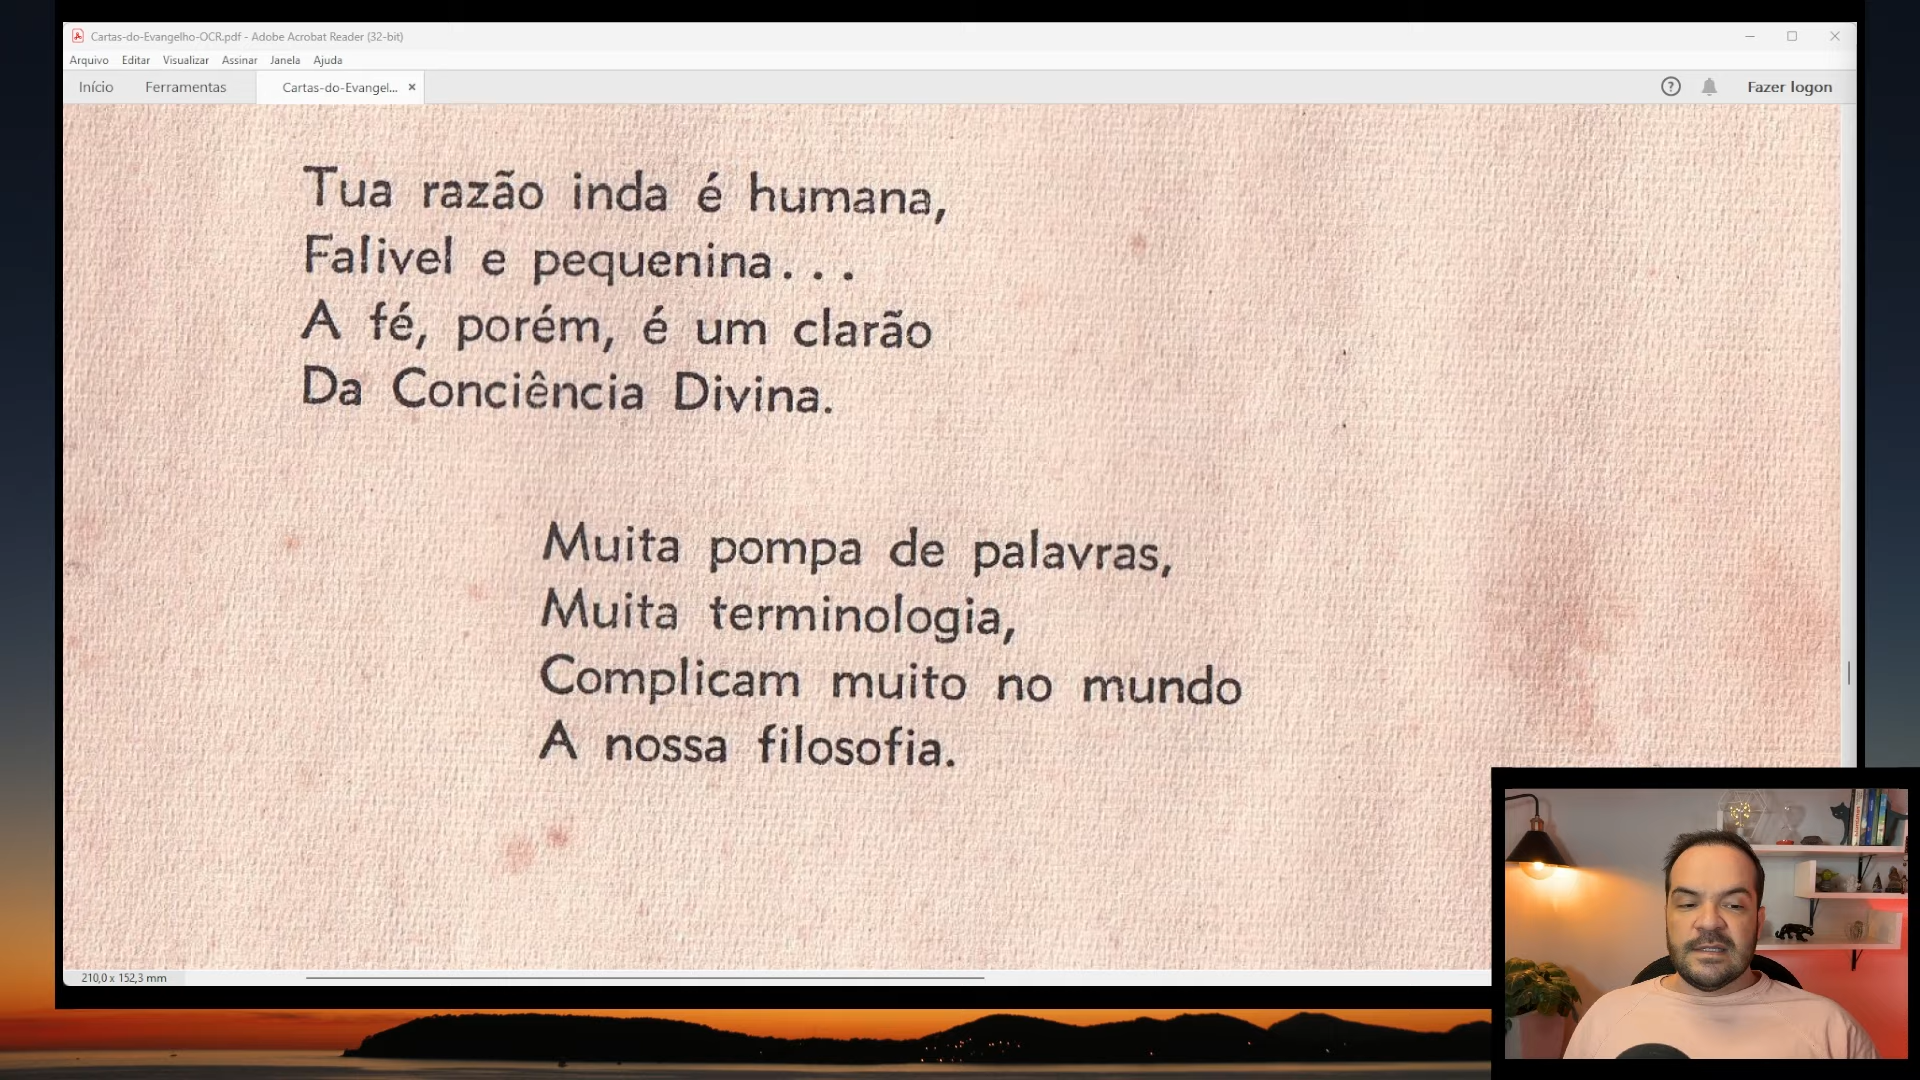 Cartas-do-Evangelho-OCR.pdf - Adobe Acrobat Reader (32-bit)
Arquivo Editar Visualizar Assinar Janela Ajuda
Início Ferramentas Cartas-do-Evangel... Fazer logon
Tua razão inda é humana,
Falivel e pequenina...
A fé, porém, é um clarão
Da Conciência Divina.
Muita pompa de palavras,
Muita terminologia,
Complicam muito no mundo
A nossa filosofia.
210,0 x 152,3 mm